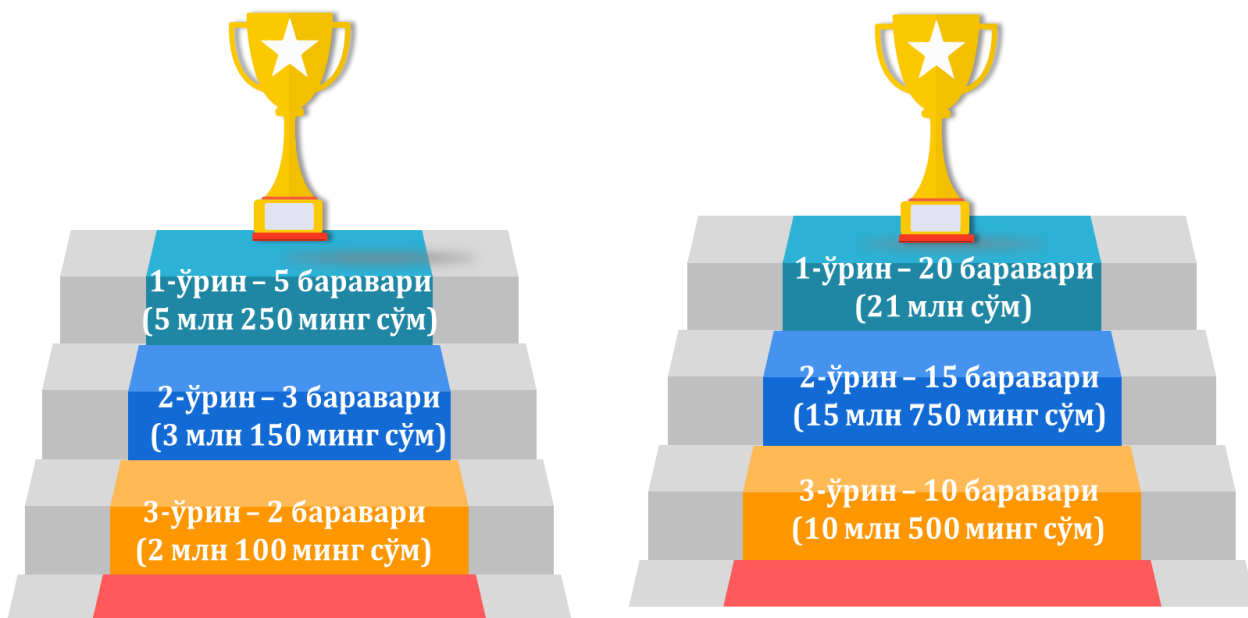 1-ўрин – 5 баравари
(5 млн 250 минг сўм)
2-ўрин – 3 баравари
(3 млн 150 минг сўм)
3-ўрин – 2 баравари
(2 млн 100 минг сўм)
1-ўрин – 20 баравари
(21 млн сўм)
2-ўрин – 15 баравари
(15 млн 750 минг сўм)
3-ўрин – 10 баравари
(10 млн 500 минг сўм)